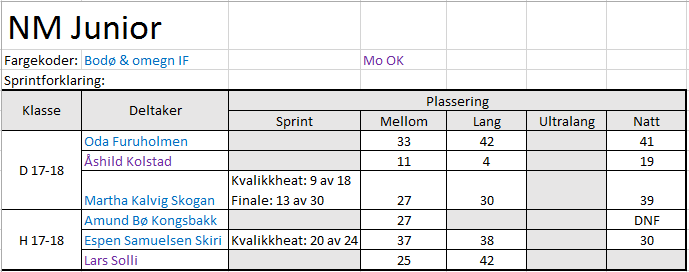 NM Junior
Fargekoder: Bodø & omegn IF Mo OK
Sprintforklaring:
Klasse Deltaker Plassering
Sprint Mellom Lang Ultralang Natt
D 17-18
Oda Furuholmen 33 42 41
Åshild Kolstad 11 4 19
Kvalikkheat: 9 av 18
Martha Kalvig Skogan Finale: 13 av 30 27 30 39
H 17-18
Amund Bø Kongsbakk 27 DNF
Espen Samuelsen Skiri Kvalikkheat: 20 av 24 37 38 30
Lars Solli 25 42